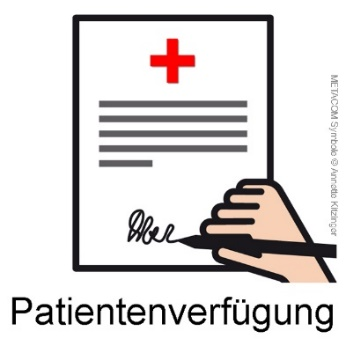 METACOM Symbole © Annette Kitzinger
Patientenverfügung